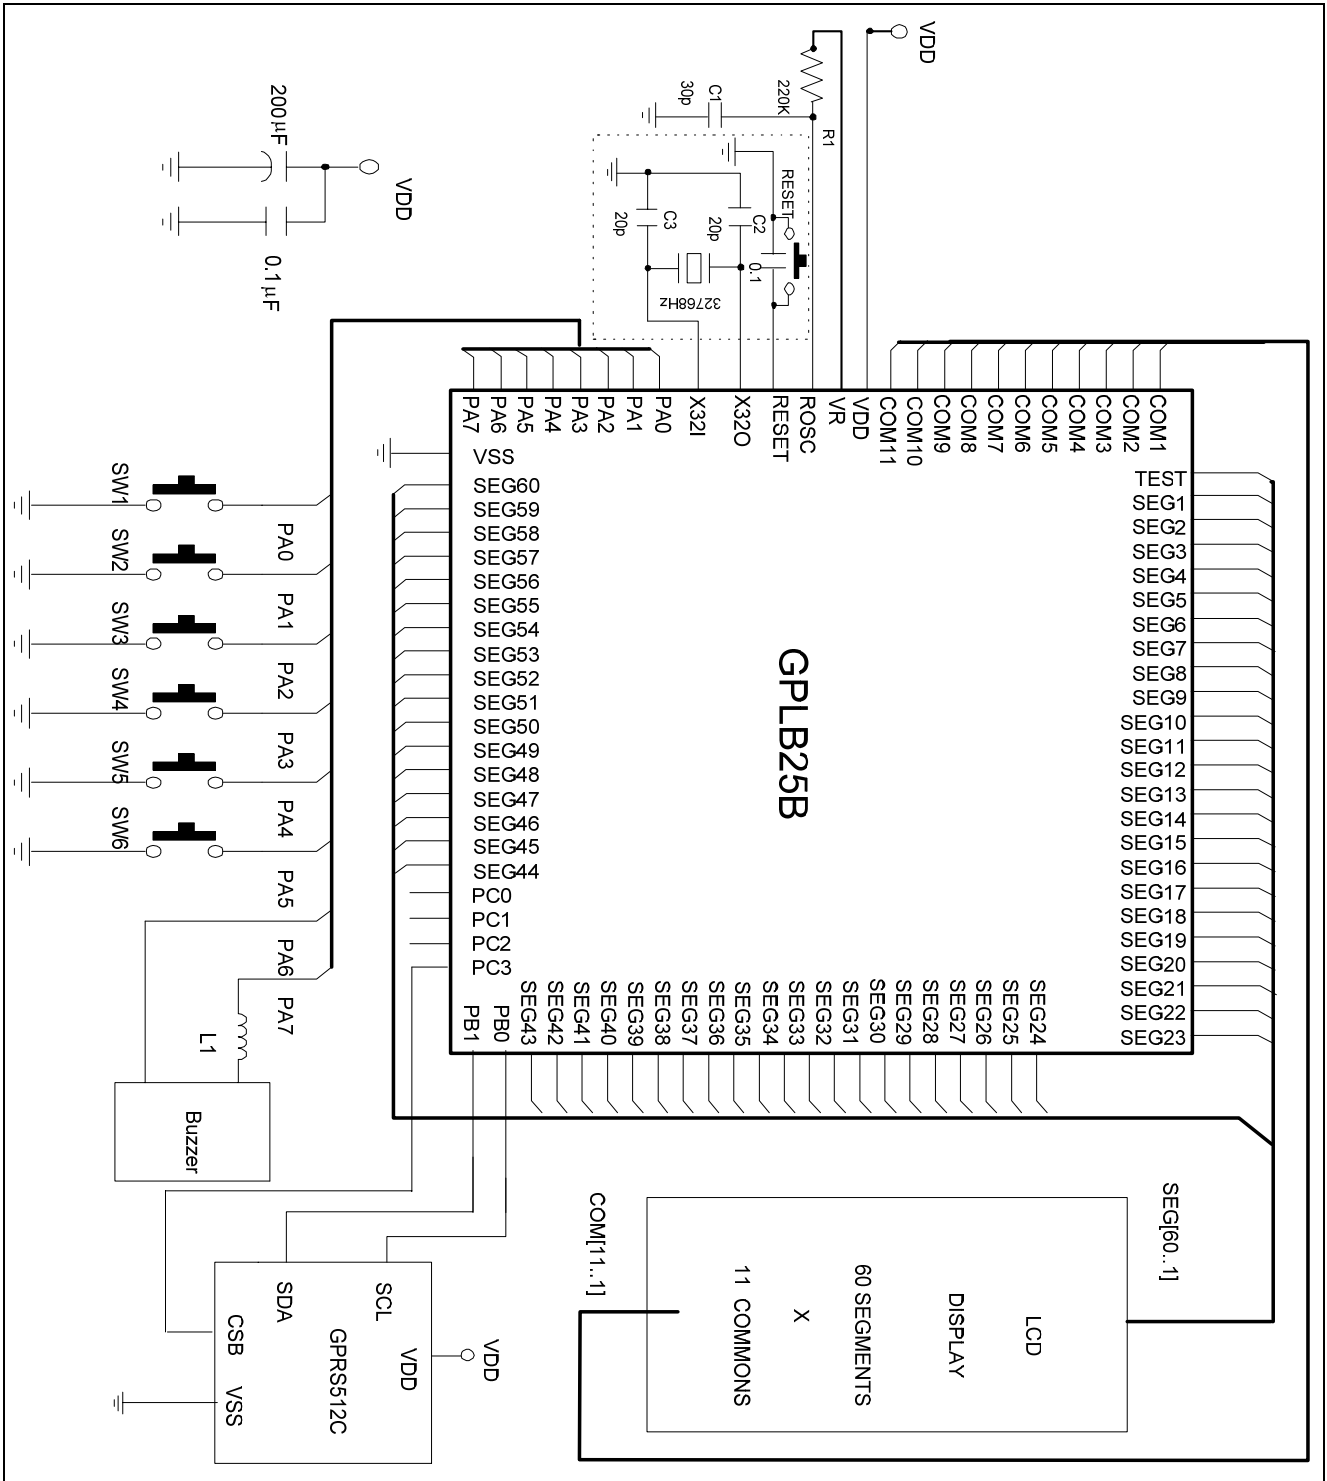 VDD
220K
R1
C1
30p
RESET
0.1
C2
20p
C3
20p
32768Hz
200µF
VDD
0.1µF
PA7
PA6
PA5
PA4
PA3
PA2
PA1
PA0
X32I
X32O
RESET
ROSC
VR
VDD
COM11
COM10
COM9
COM8
COM7
COM6
COM5
COM4
COM3
COM2
COM1
VSS
SEG60
SEG59
SEG58
SEG57
SEG56
SEG55
SEG54
SEG53
SEG52
SEG51
SEG50
SEG49
SEG48
SEG47
SEG46
SEG45
SEG44
PC0
PC1
PC2
PC3
GPLB25B
TEST
SEG1
SEG2
SEG3
SEG4
SEG5
SEG6
SEG7
SEG8
SEG9
SEG10
SEG11
SEG12
SEG13
SEG14
SEG15
SEG16
SEG17
SEG18
SEG19
SEG20
SEG21
SEG22
SEG23
PB1
PB0
SEG43
SEG42
SEG41
SEG40
SEG39
SEG38
SEG37
SEG36
SEG35
SEG34
SEG33
SEG32
SEG31
SEG30
SEG29
SEG28
SEG27
SEG26
SEG25
SEG24
SW1
PA0
SW2
PA1
SW3
PA2
SW4
PA3
SW5
PA4
SW6
PA5
PA6
PA7
L1
Buzzer
SCL
SDA
CSB
GPRS512C
VDD
VSS
VDD
SEG[60..1]
COM[11..1]
LCD
DISPLAY
60 SEGMENTS
X
11 COMMONS